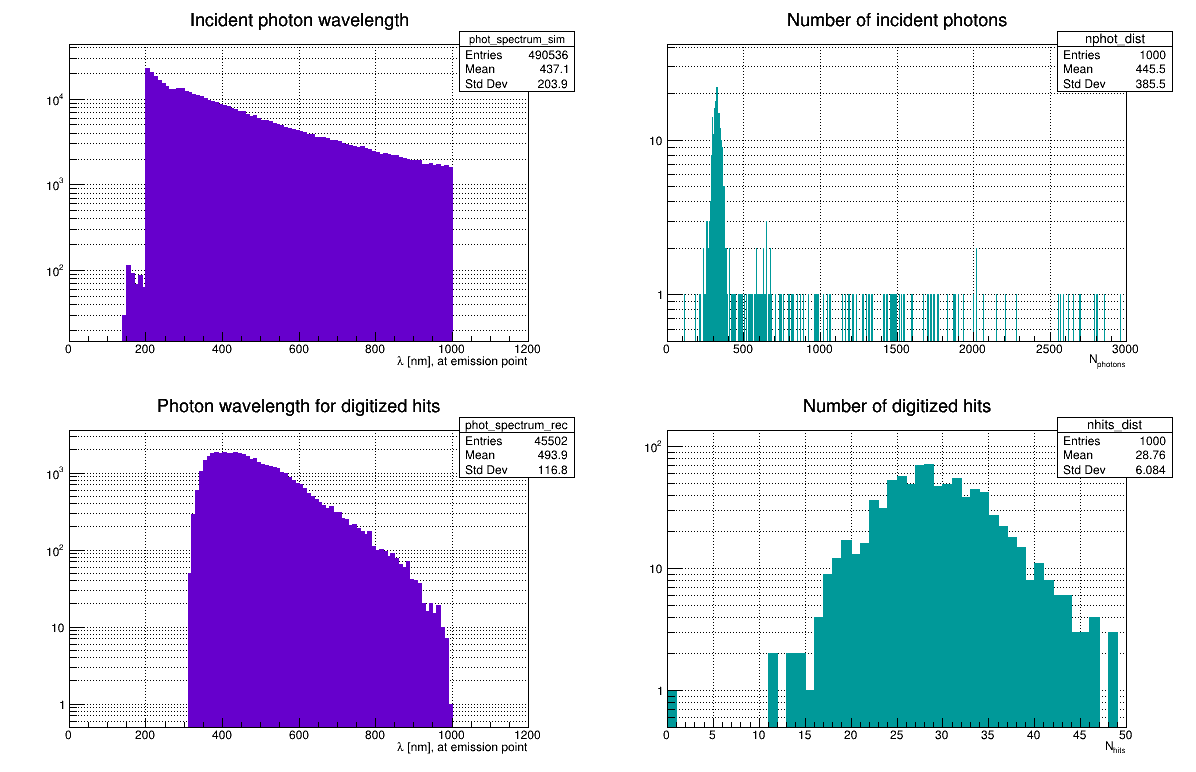 Incident photon wavelength
phot_spectrum_sim
Entries 490536
Mean 437.1
Std Dev 203.9
10^4
10^3
10^2
0 200 400 600 800 1000 1200
λ [nm], at emission point
Number of incident photons
nphot_dist
Entries 1000
Mean 445.5
Std Dev 385.5
10
1
0 500 1000 1500 2000 2500 3000
N_photons
Photon wavelength for digitized hits
phot_spectrum_rec
Entries 45502
Mean 493.9
Std Dev 116.8
10^3
10^2
10
1
0 200 400 600 800 1000 1200
λ [nm], at emission point
Number of digitized hits
nhits_dist
Entries 1000
Mean 28.76
Std Dev 6.084
10^2
10
1
0 5 10 15 20 25 30 35 40 45 50
N_hits